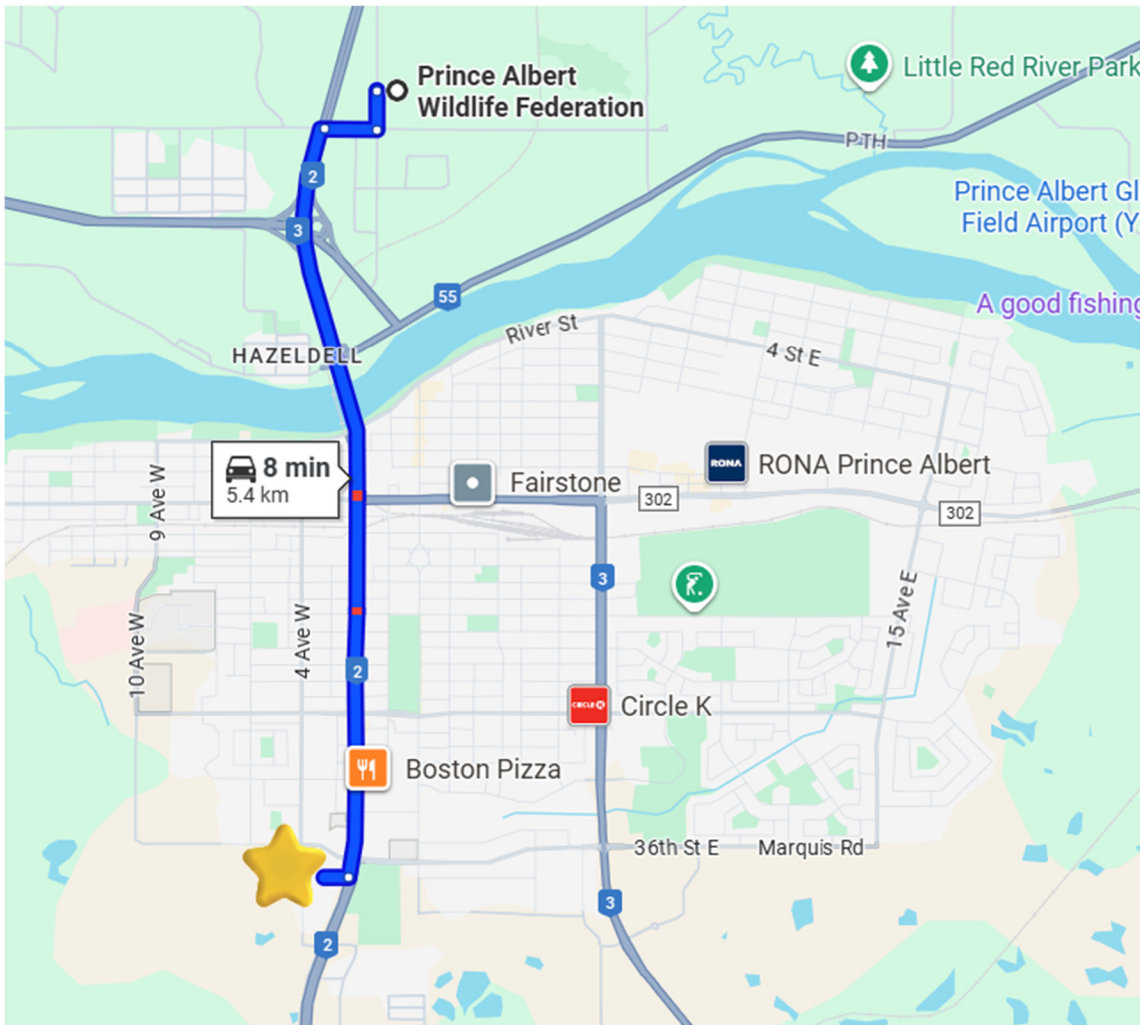 Prince Albert
Wildlife Federation
Little Red River Park
PTH
2
Prince Albert Gl
Field Airport (Y
3
55
A good fishing
River St
HAZELDELL
4 St E
8 min
5.4 km
9 Ave W
Fairstone
RONA
RONA Prince Albert
302
302
3
15 Ave E
4 Ave W
10 Ave W
2
CIRCLE K
Circle K
Boston Pizza
36th St E
Marquis Rd
3
2